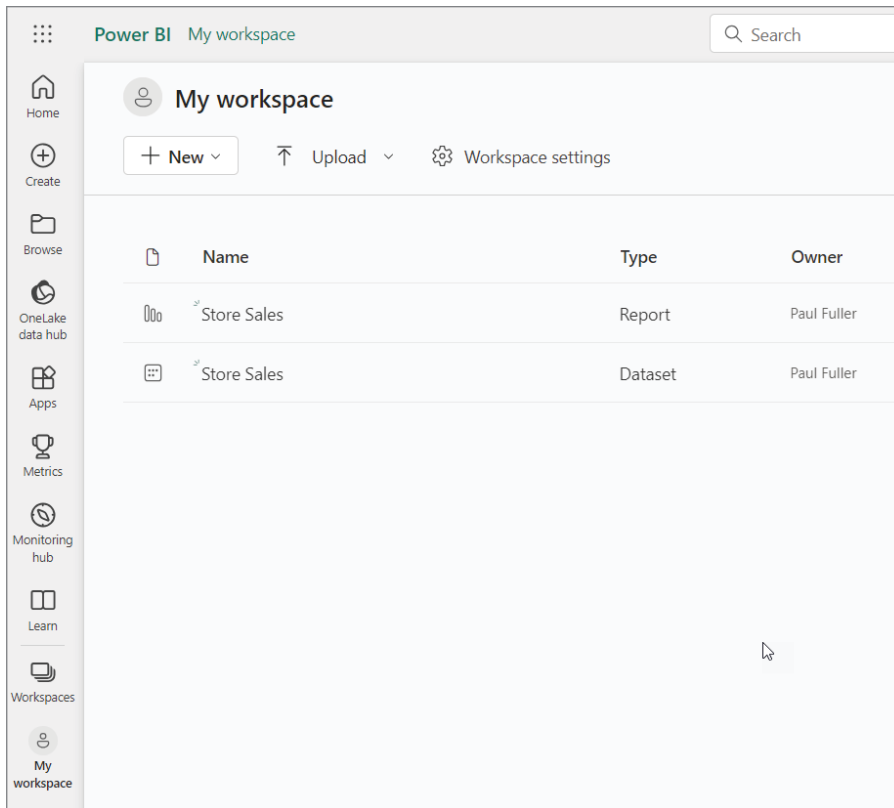 Power BI My workspace Search
Home
My workspace
New Upload Workspace settings
Create
Browse
Name Type Owner
OneLake
data hub
Store Sales Report Paul Fuller
Store Sales Dataset Paul Fuller
Apps
Metrics
Monitoring
hub
Learn
Workspaces
My
workspace